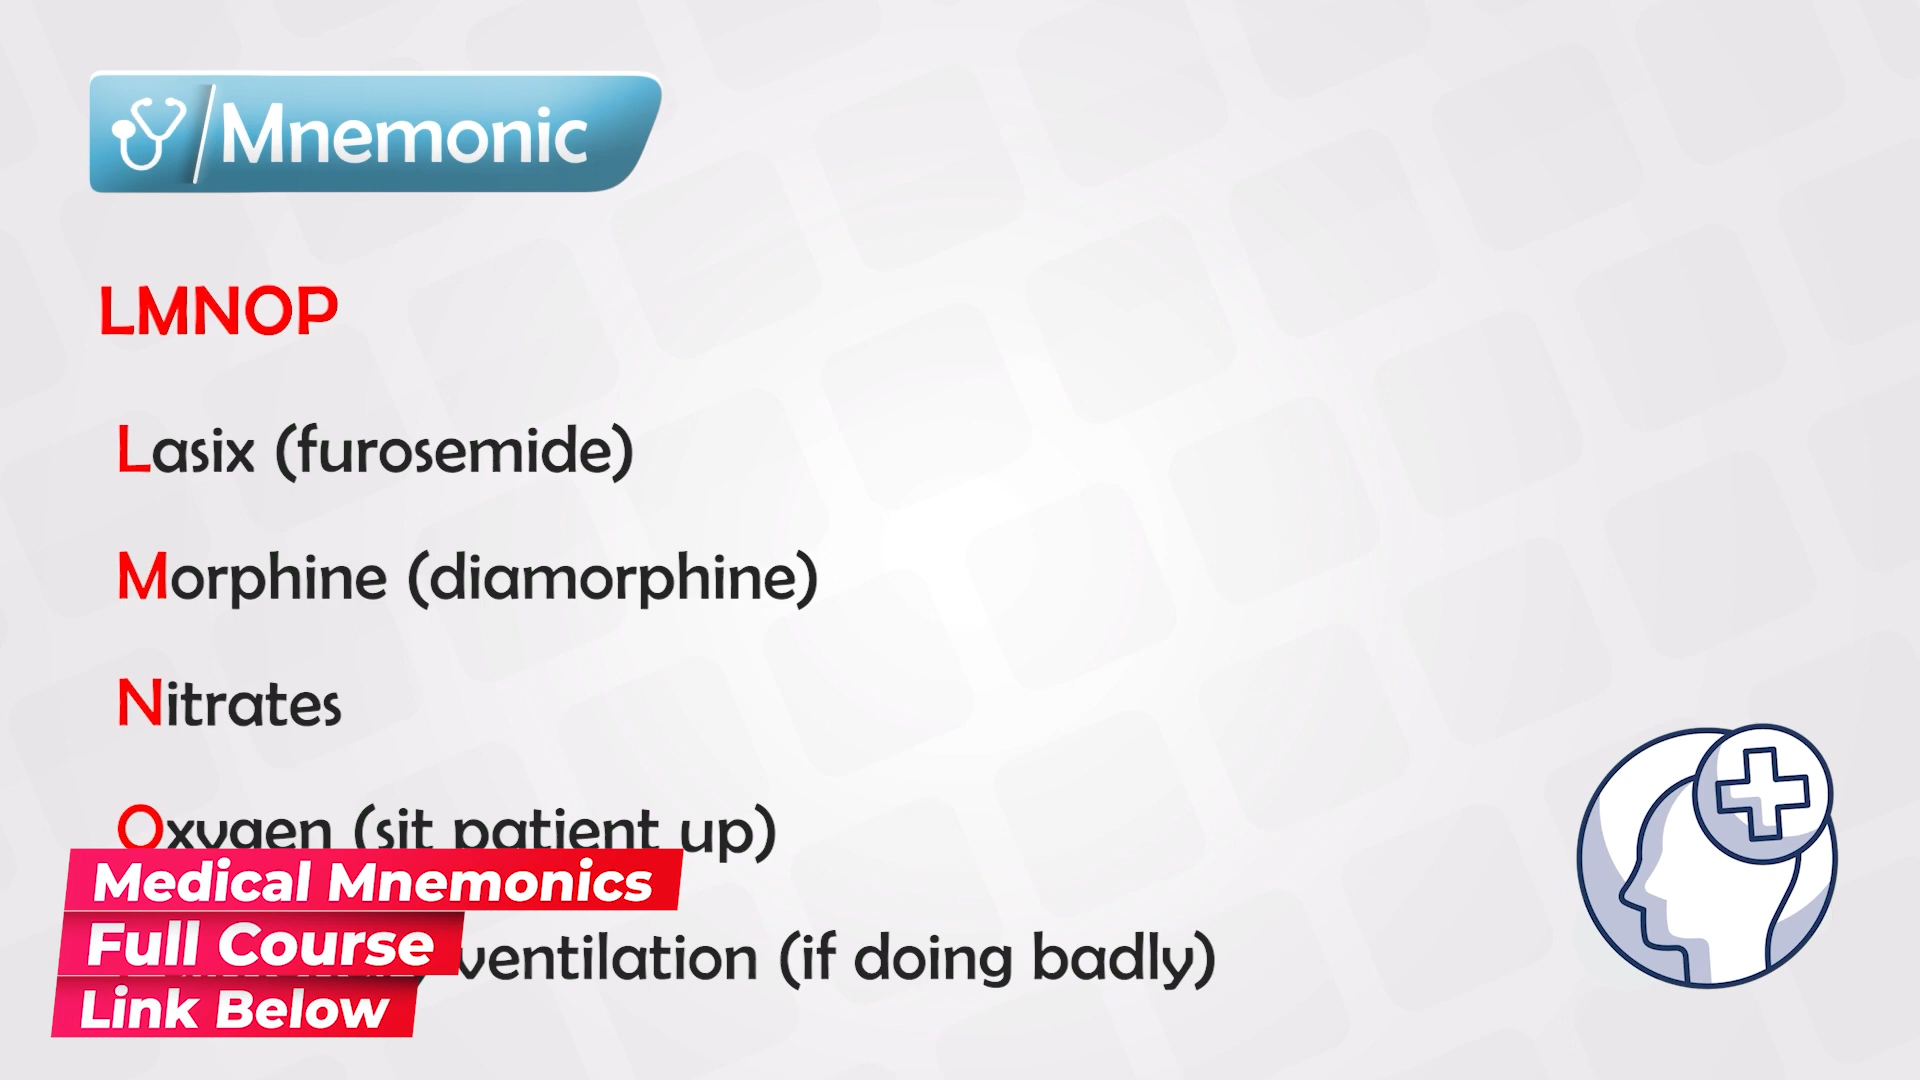 Mnemonic
LMNOP
Lasix (furosemide)
Morphine (diamorphine)
Nitrates
Oxygen (sit patient up)
ventilation (if doing badly)
Medical Mnemonics
Full Course
Link Below